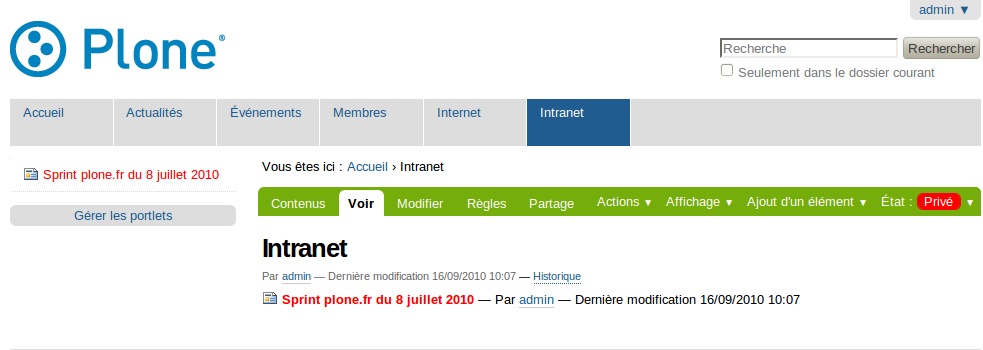 admin ▼
Plone®
Recherche Rechercher
Seulement dans le dossier courant
Accueil Actualités Événements Membres Internet Intranet
Sprint plone.fr du 8 juillet 2010
Gérer les portlets
Vous êtes ici : Accueil › Intranet
Contenus Voir Modifier Règles Partage Actions ▼ Affichage ▼ Ajout d'un élément ▼ État : Privé ▼
Intranet
Par admin — Dernière modification 16/09/2010 10:07 — Historique
Sprint plone.fr du 8 juillet 2010 — Par admin — Dernière modification 16/09/2010 10:07